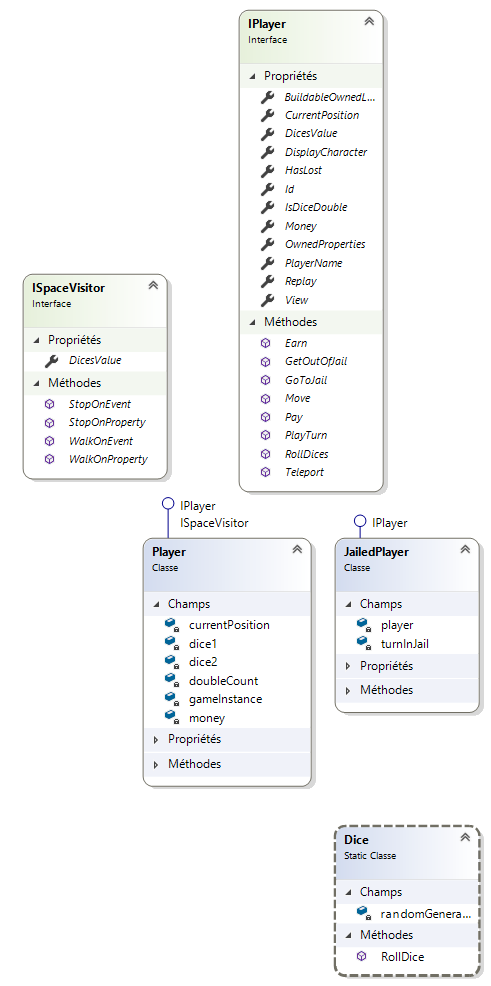 IPlayer
Interface
Propriétés
BuildableOwnedL...
CurrentPosition
DicesValue
DisplayCharacter
HasLost
Id
IsDiceDouble
Money
OwnedProperties
PlayerName
Replay
View
Méthodes
Earn
GetOutOfJail
GoToJail
Move
Pay
PlayTurn
RollDices
Teleport
ISpaceVisitor
Interface
Propriétés
DicesValue
Méthodes
StopOnEvent
StopOnProperty
WalkOnEvent
WalkOnProperty
IPlayer
ISpaceVisitor
Player
Classe
Champs
currentPosition
dice1
dice2
doubleCount
gameInstance
money
Propriétés
Méthodes
IPlayer
JailedPlayer
Classe
Champs
player
turnInJail
Propriétés
Méthodes
Dice
Static Classe
Champs
randomGenera...
Méthodes
RollDice